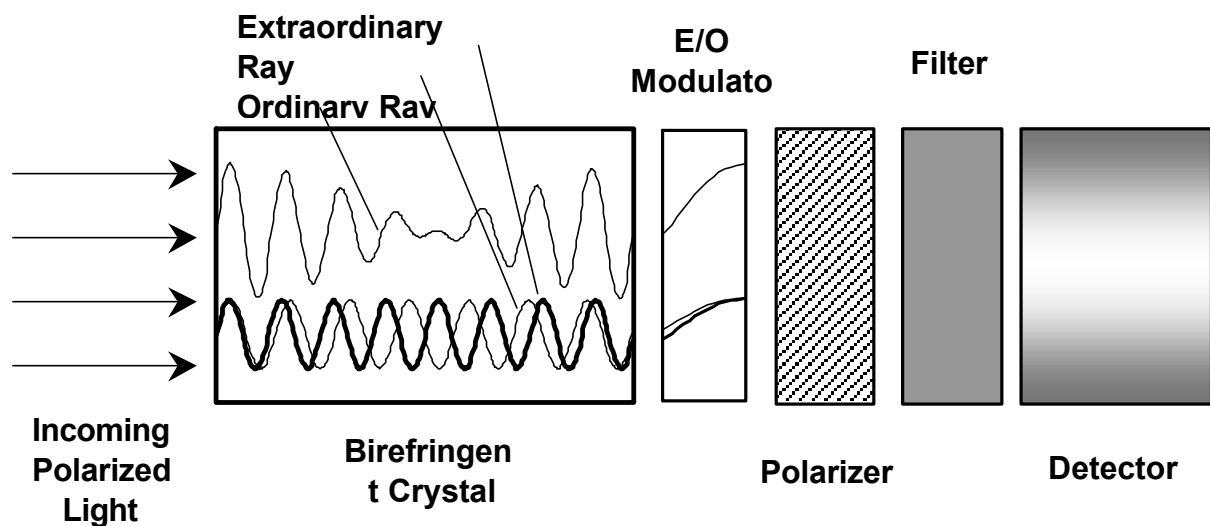 Extraordinary
Ray
Ordinary Ray
E/O
Modulato
Filter
Incoming
Polarized
Light
Birefringen
t Crystal
Polarizer
Detector